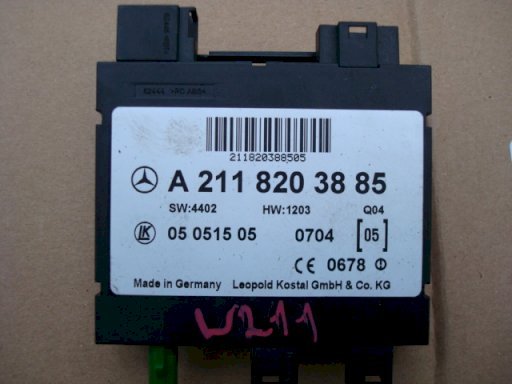 211820388505
A 211 820 38 85
SW:4402 HW:1203 Q04
LK 05 0515 05 0704 [05]
CE 0678
Made in Germany Leopold Kostal GmbH & Co. KG
W211